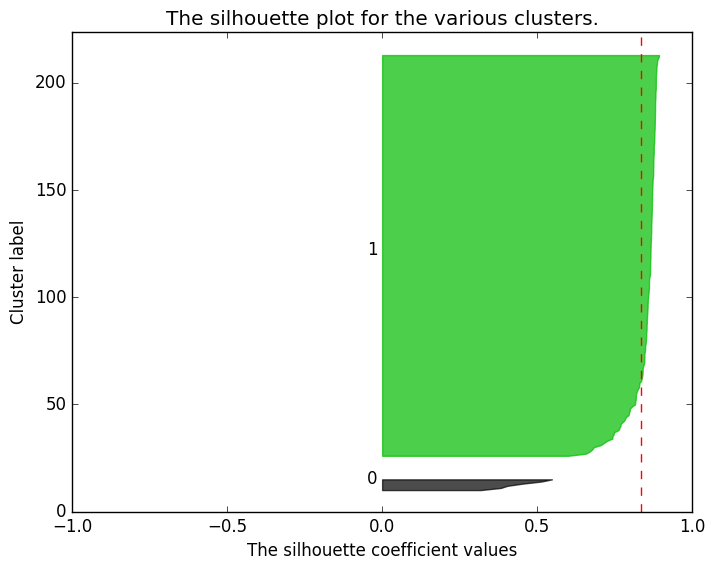 The silhouette plot for the various clusters.
200
150
1
100
50
0
0
Cluster label
−1.0 −0.5 0.0 0.5 1.0
The silhouette coefficient values